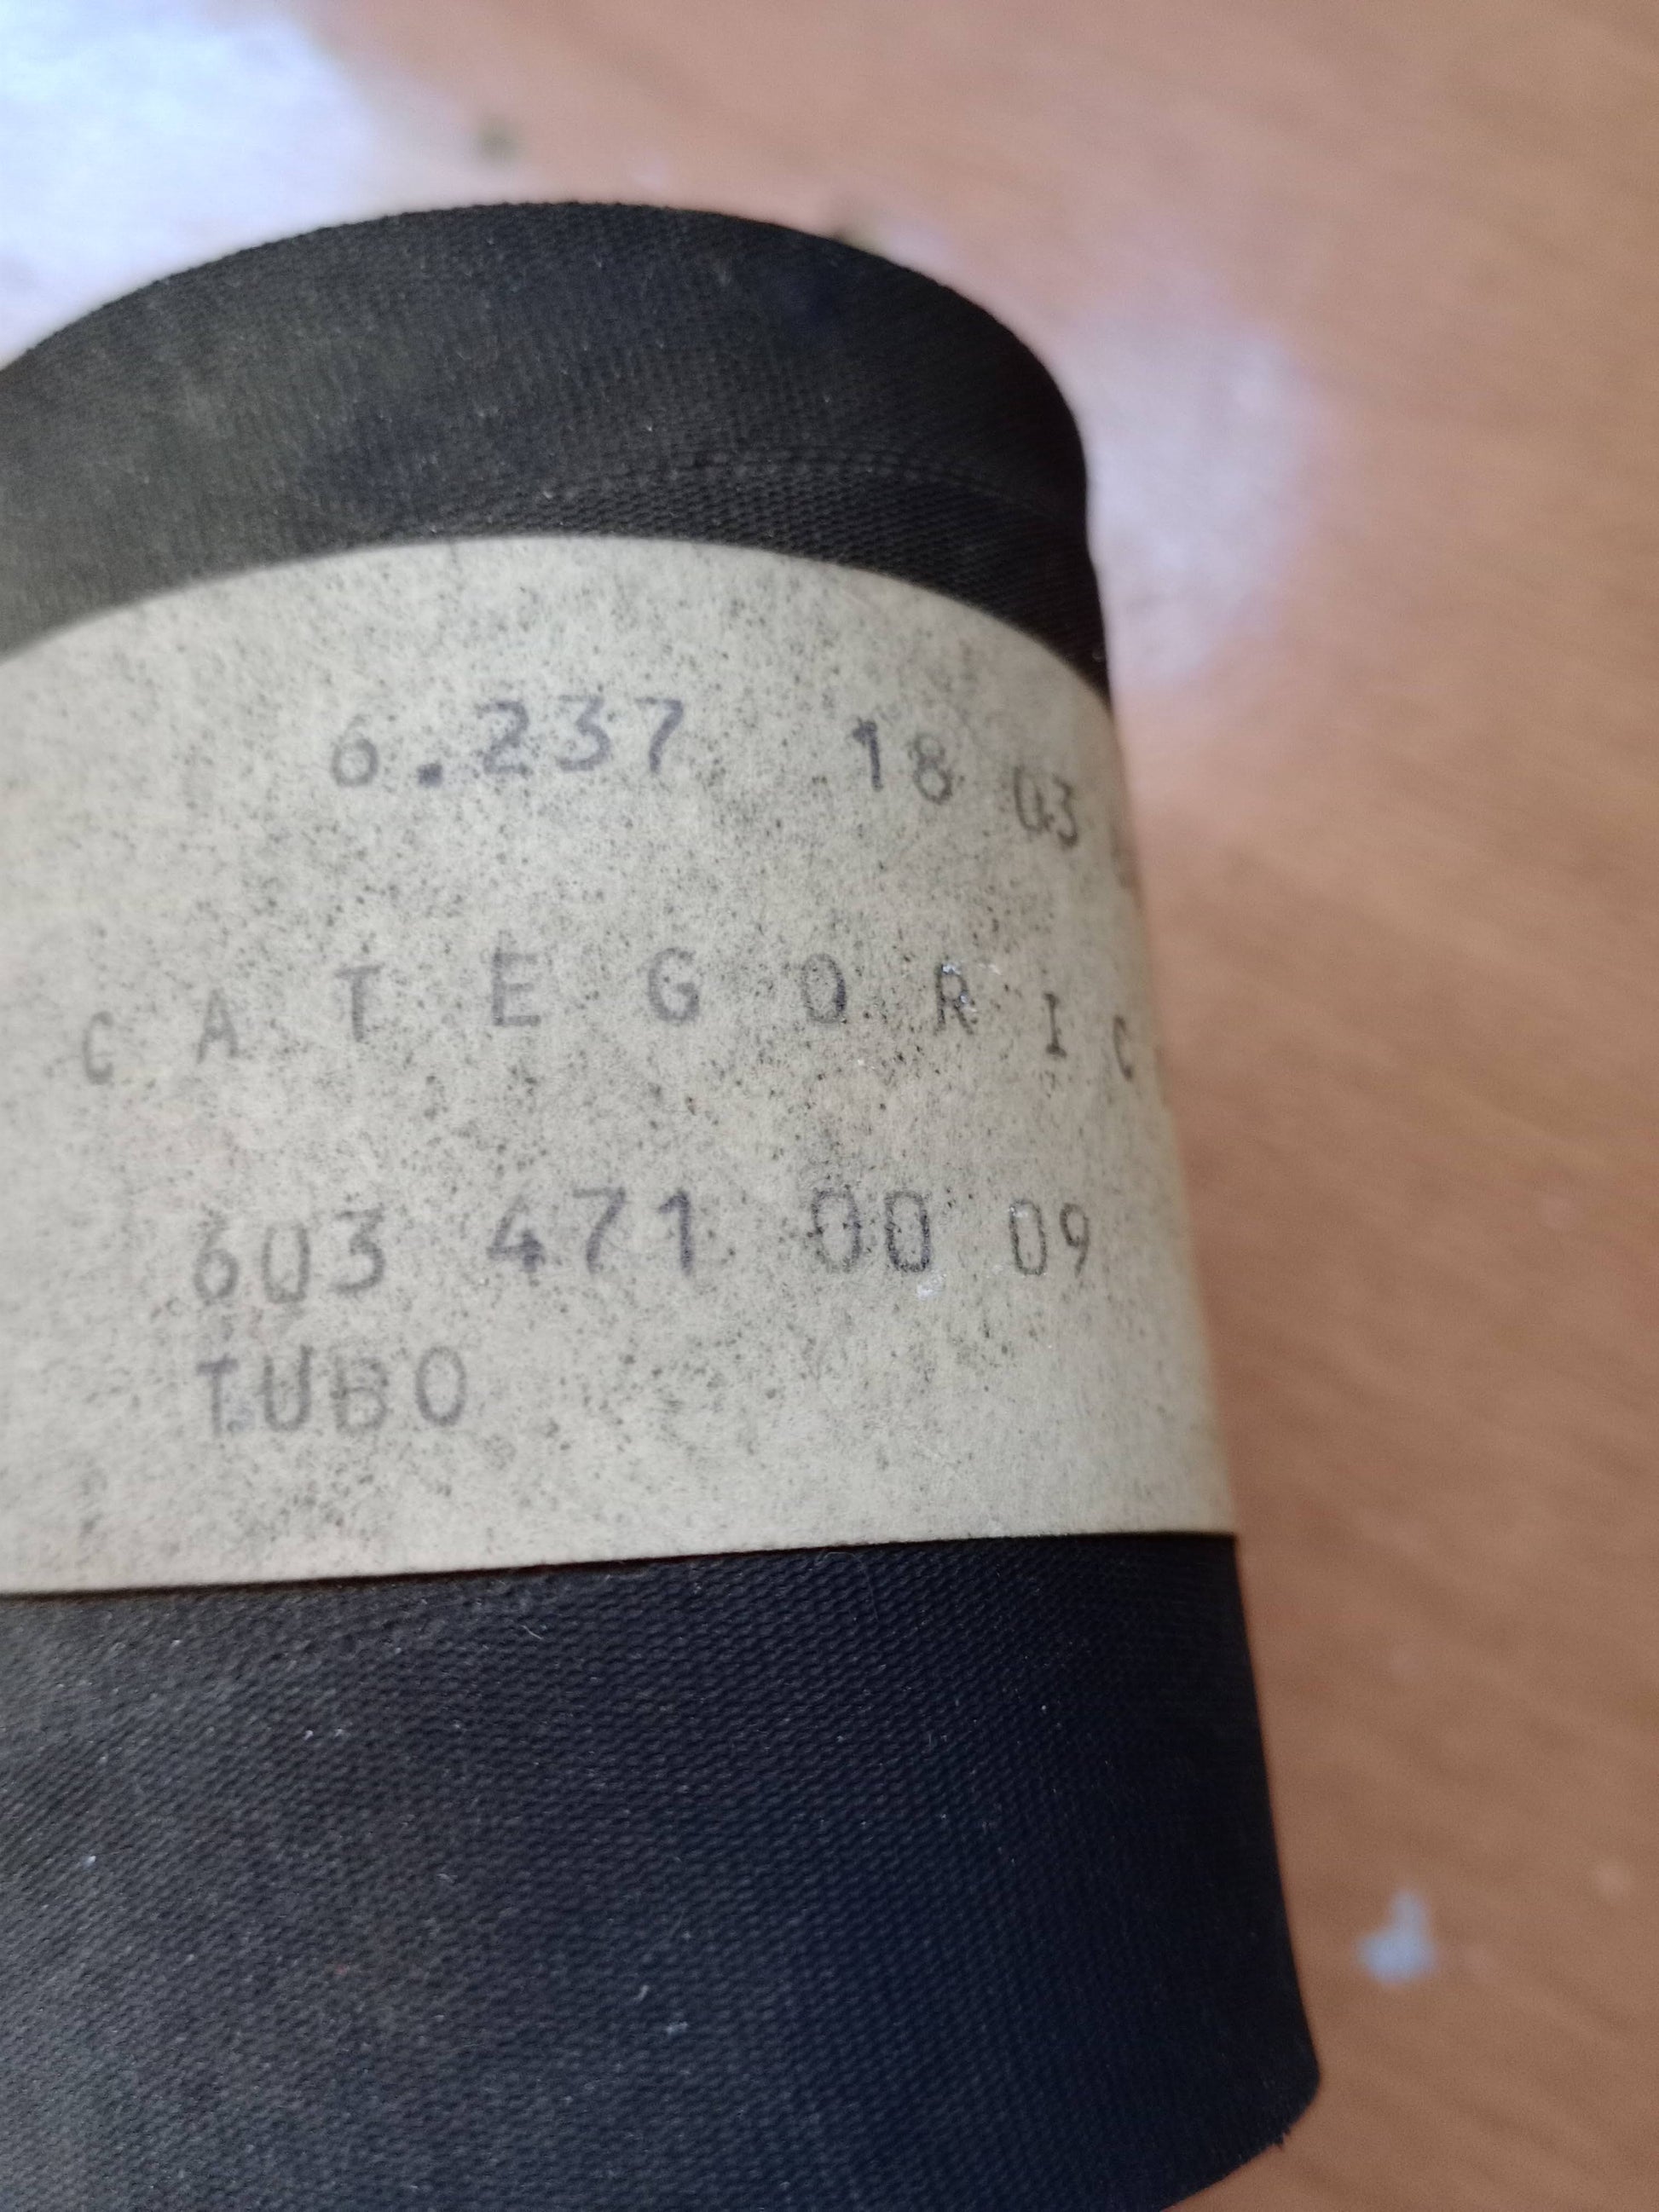 6.237 18 03
C A T E G O R I C
603 471 00 09
TUBO